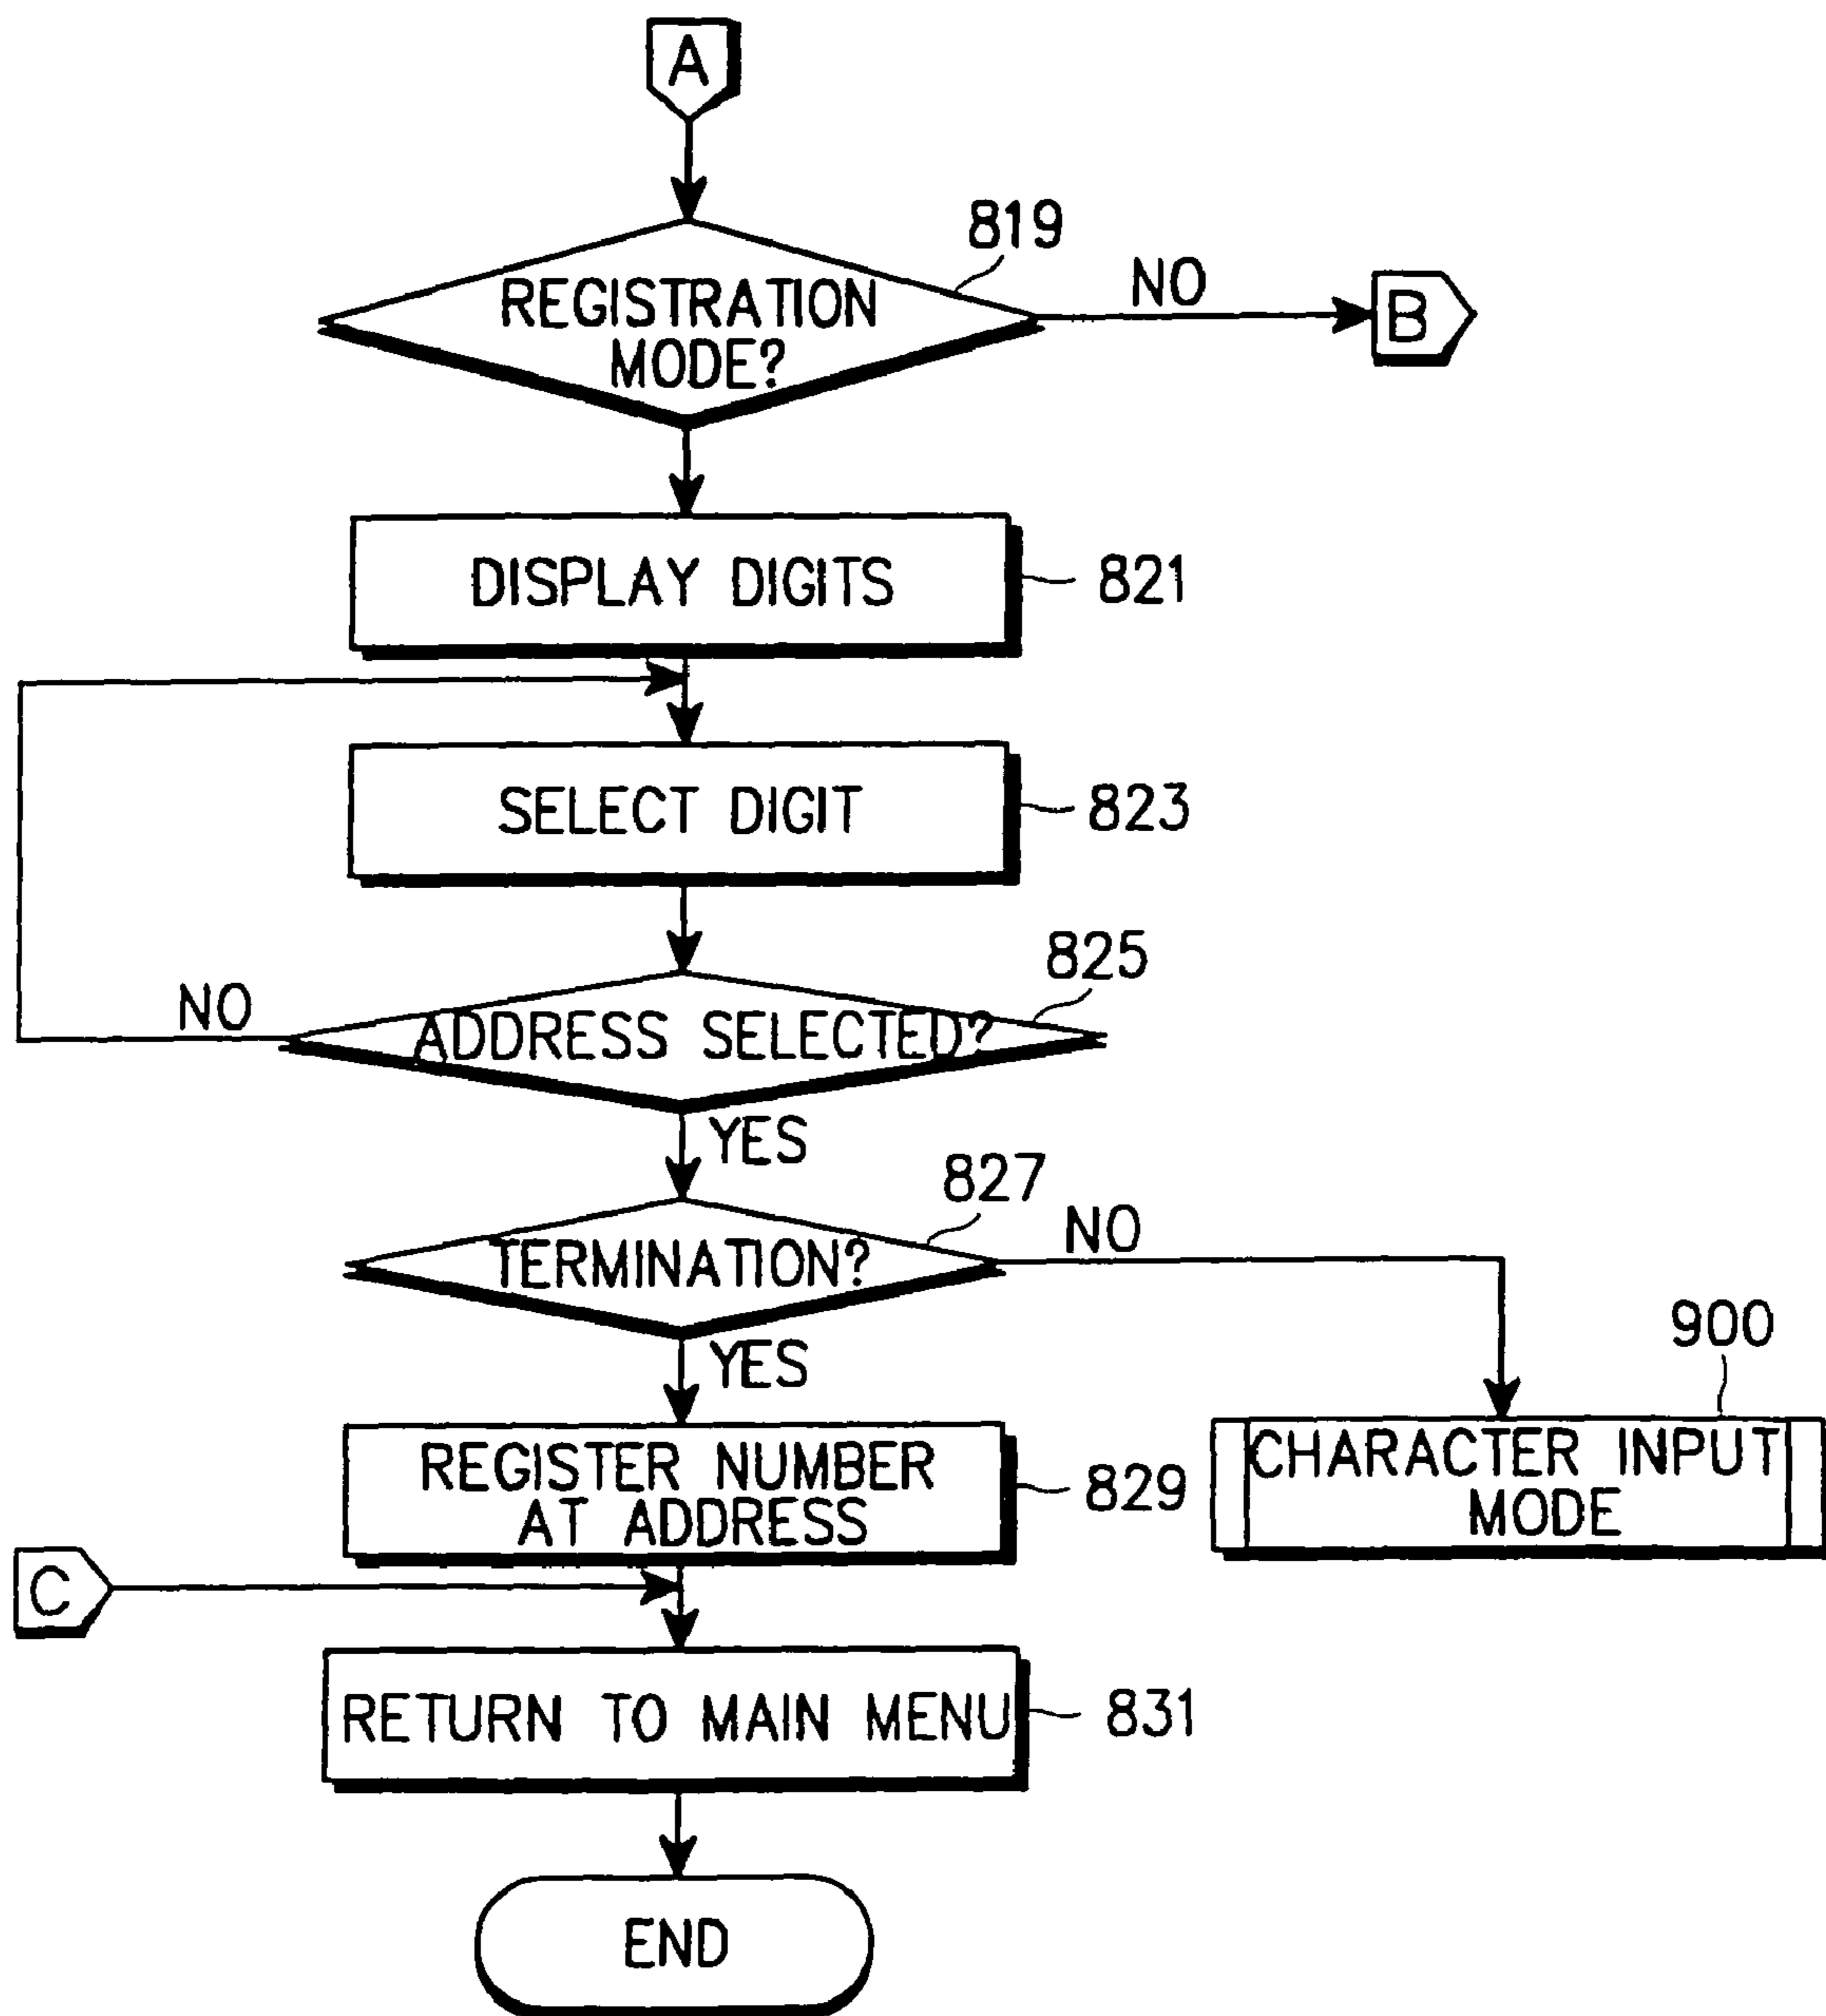 A
819
REGISTRATION
MODE?
NO
B
DISPLAY DIGITS
821
SELECT DIGIT
823
825
NO
ADDRESS SELECTED?
YES
827
TERMINATION?
NO
YES
900
REGISTER NUMBER
AT ADDRESS
829
CHARACTER INPUT
MODE
C
RETURN TO MAIN MENU
831
END